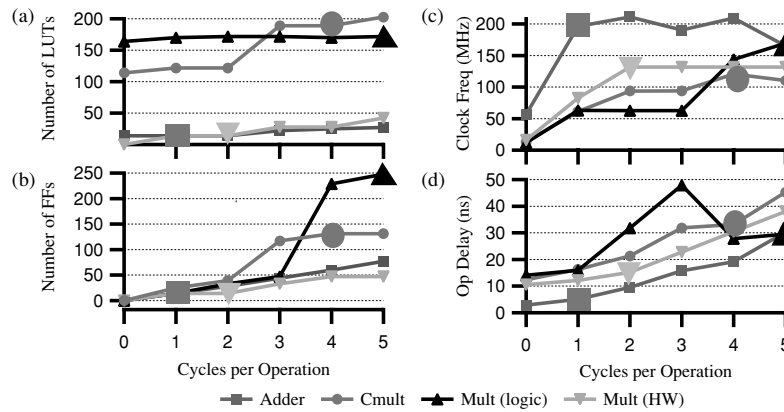 (a)
Number of LUTs
200
150
100
50
(c)
Clock Freq (MHz)
200
150
100
50
0
(b)
Number of FFs
250
200
150
100
50
0
0 1 2 3 4 5
Cycles per Operation
(d)
Op Delay (ns)
50
40
30
20
10
0
0 1 2 3 4 5
Cycles per Operation
Adder Cmult Mult (logic) Mult (HW)